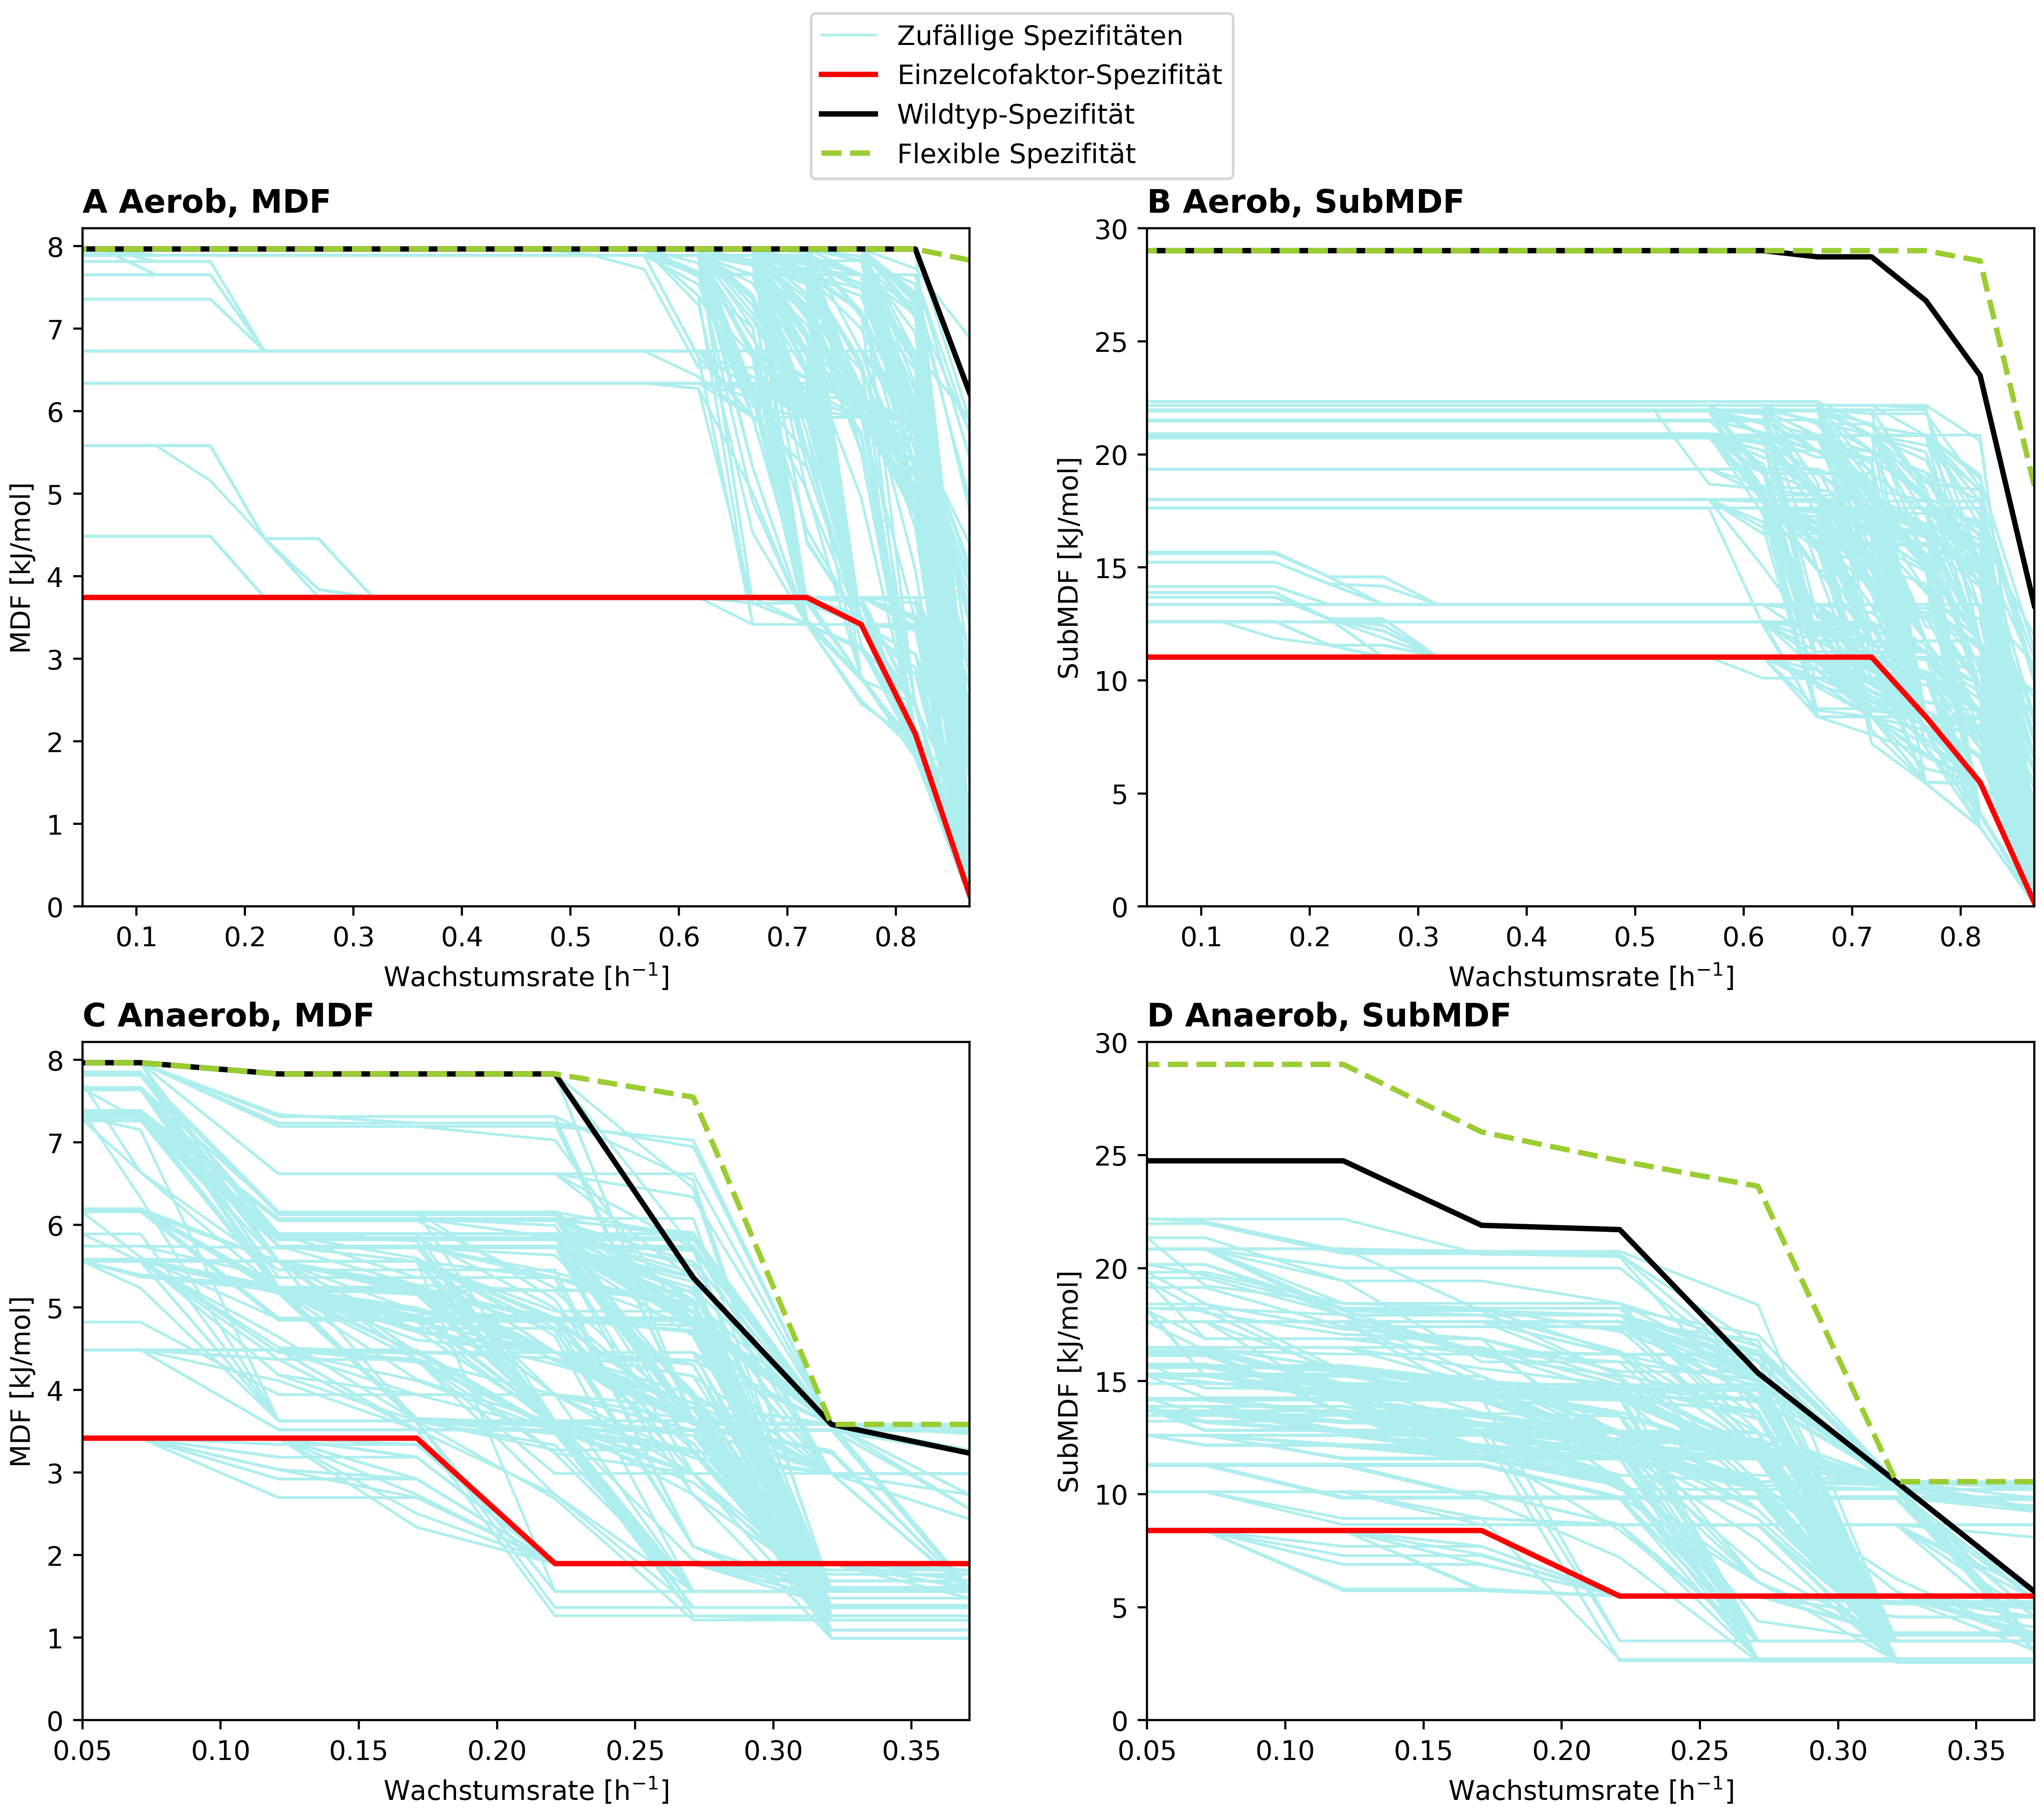 Zufällige Spezifitäten
Einzelcofaktor-Spezifität
Wildtyp-Spezifität
Flexible Spezifität
A Aerob, MDF
MDF [kJ/mol]
8
7
6
5
4
3
2
1
0
0.1 0.2 0.3 0.4 0.5 0.6 0.7 0.8
Wachstumsrate [h⁻¹]
B Aerob, SubMDF
SubMDF [kJ/mol]
30
25
20
15
10
5
0
0.1 0.2 0.3 0.4 0.5 0.6 0.7 0.8
Wachstumsrate [h⁻¹]
C Anaerob, MDF
MDF [kJ/mol]
8
7
6
5
4
3
2
1
0
0.05 0.10 0.15 0.20 0.25 0.30 0.35
Wachstumsrate [h⁻¹]
D Anaerob, SubMDF
SubMDF [kJ/mol]
30
25
20
15
10
5
0
0.05 0.10 0.15 0.20 0.25 0.30 0.35
Wachstumsrate [h⁻¹]